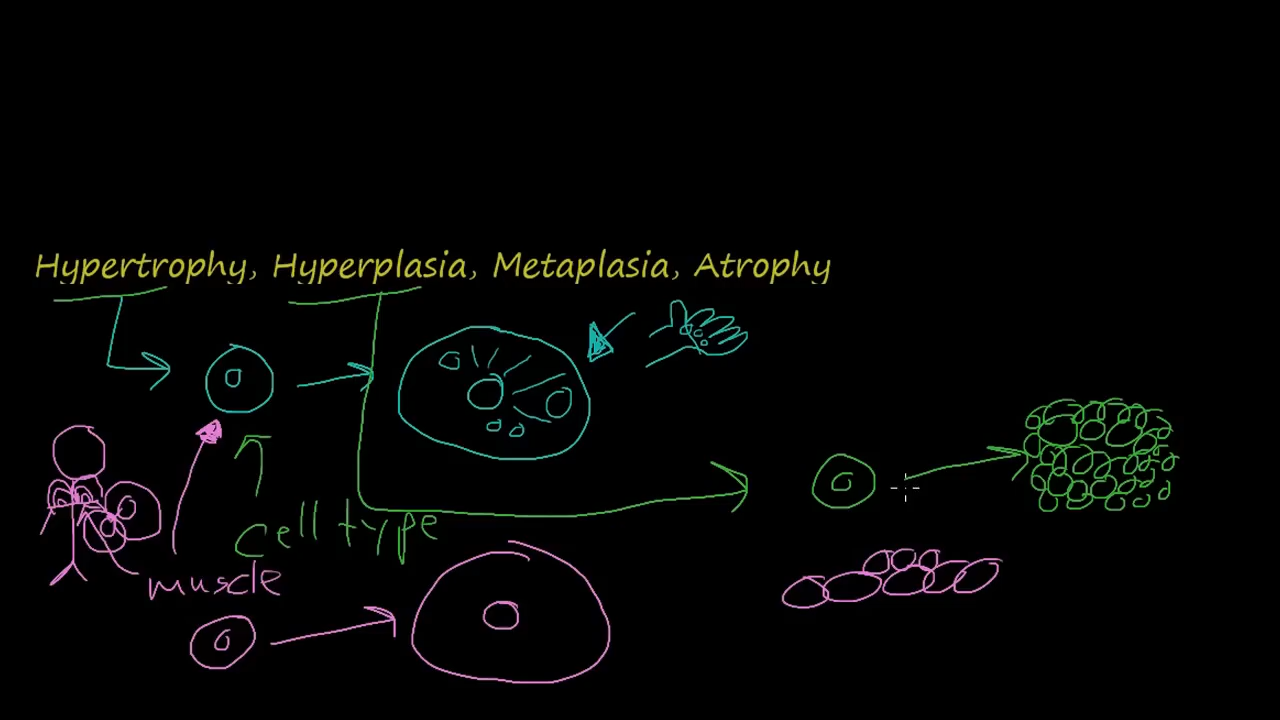 Hypertrophy, Hyperplasia, Metaplasia, Atrophy
cell type
muscle